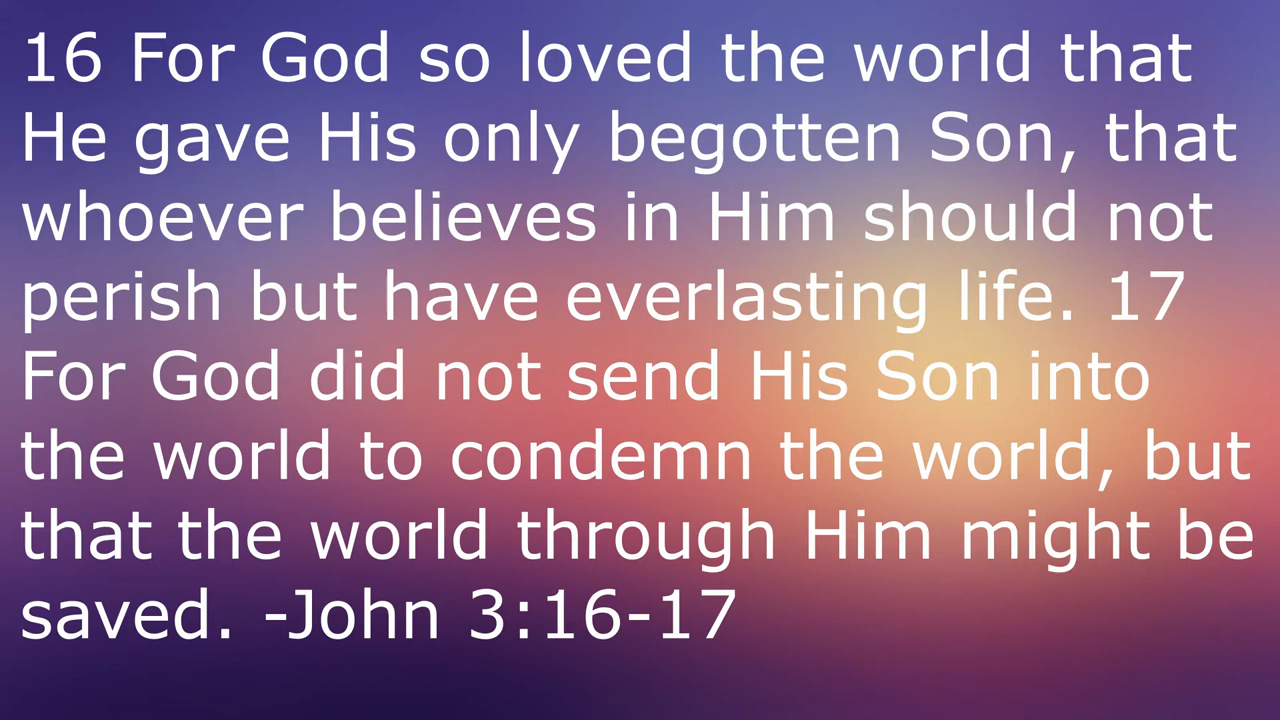 16 For God so loved the world that
He gave His only begotten Son, that
whoever believes in Him should not
perish but have everlasting life. 17
For God did not send His Son into
the world to condemn the world, but
that the world through Him might be
saved. -John 3:16-17